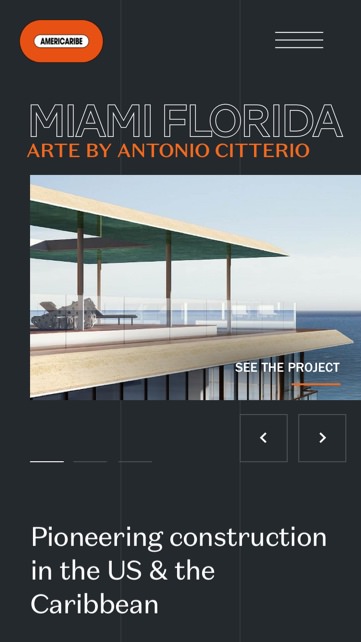 AMERICARIBE
MIAMI FLORIDA
ARTE BY ANTONIO CITTERIO
SEE THE PROJECT
Pioneering construction
in the US & the
Caribbean